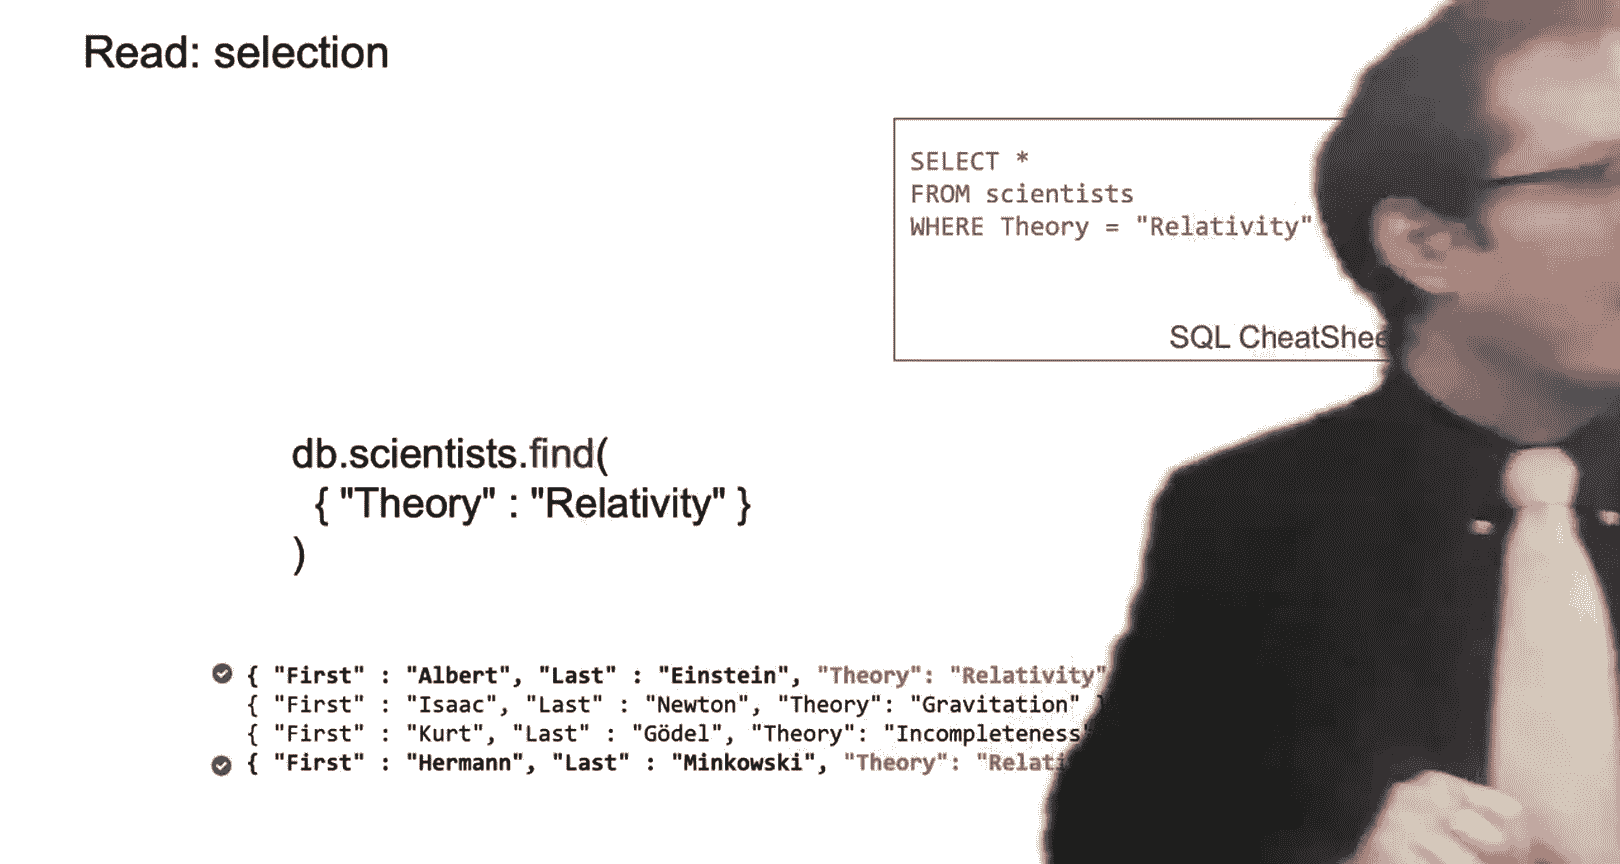 Read: selection
SELECT *
FROM scientists
WHERE Theory = "Relativity"
SQL CheatShee
db.scientists.find(
{ "Theory" : "Relativity" }
)
{ "First" : "Albert", "Last" : "Einstein", "Theory": "Relativity"
{ "First" : "Isaac", "Last" : "Newton", "Theory": "Gravitation" }
{ "First" : "Kurt", "Last" : "Gödel", "Theory": "Incompleteness"
{ "First" : "Hermann", "Last" : "Minkowski", "Theory": "Relati